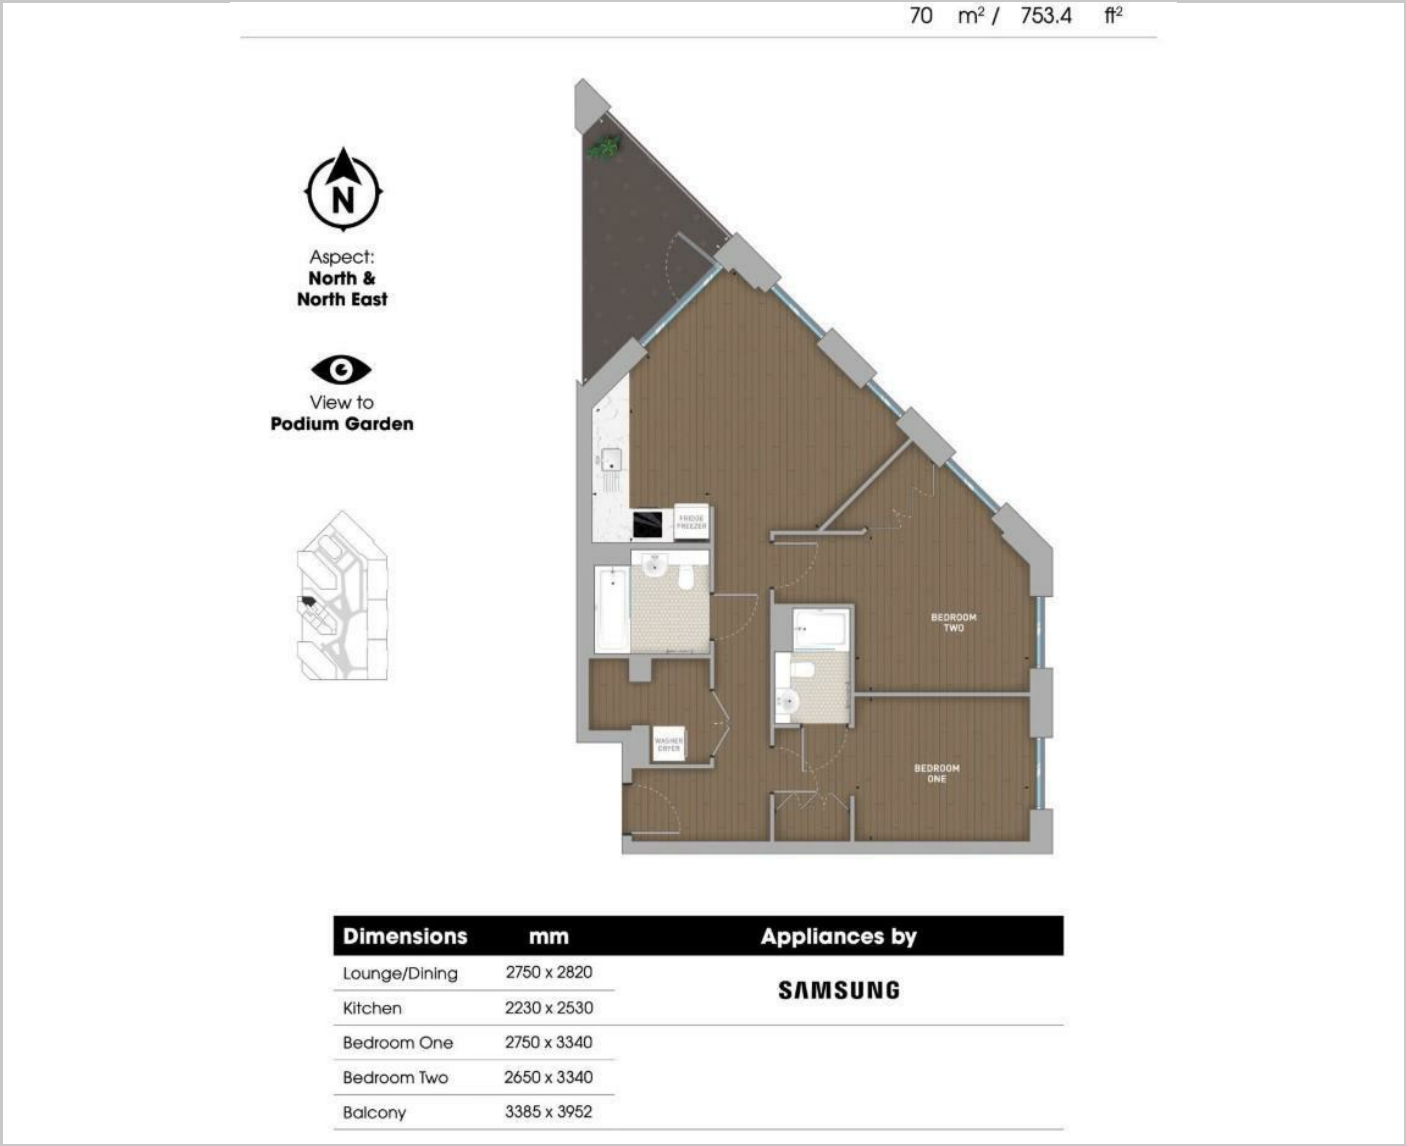 70 m² / 753.4 ft²
N
Aspect:
North &
North East
View to
Podium Garden
FRIDGE
FREEZER
BEDROOM
TWO
WASHER
DRYER
BEDROOM
ONE
Dimensions mm Appliances by
Lounge/Dining 2750 x 2820
SAMSUNG
Kitchen 2230 x 2530
Bedroom One 2750 x 3340
Bedroom Two 2650 x 3340
Balcony 3385 x 3952